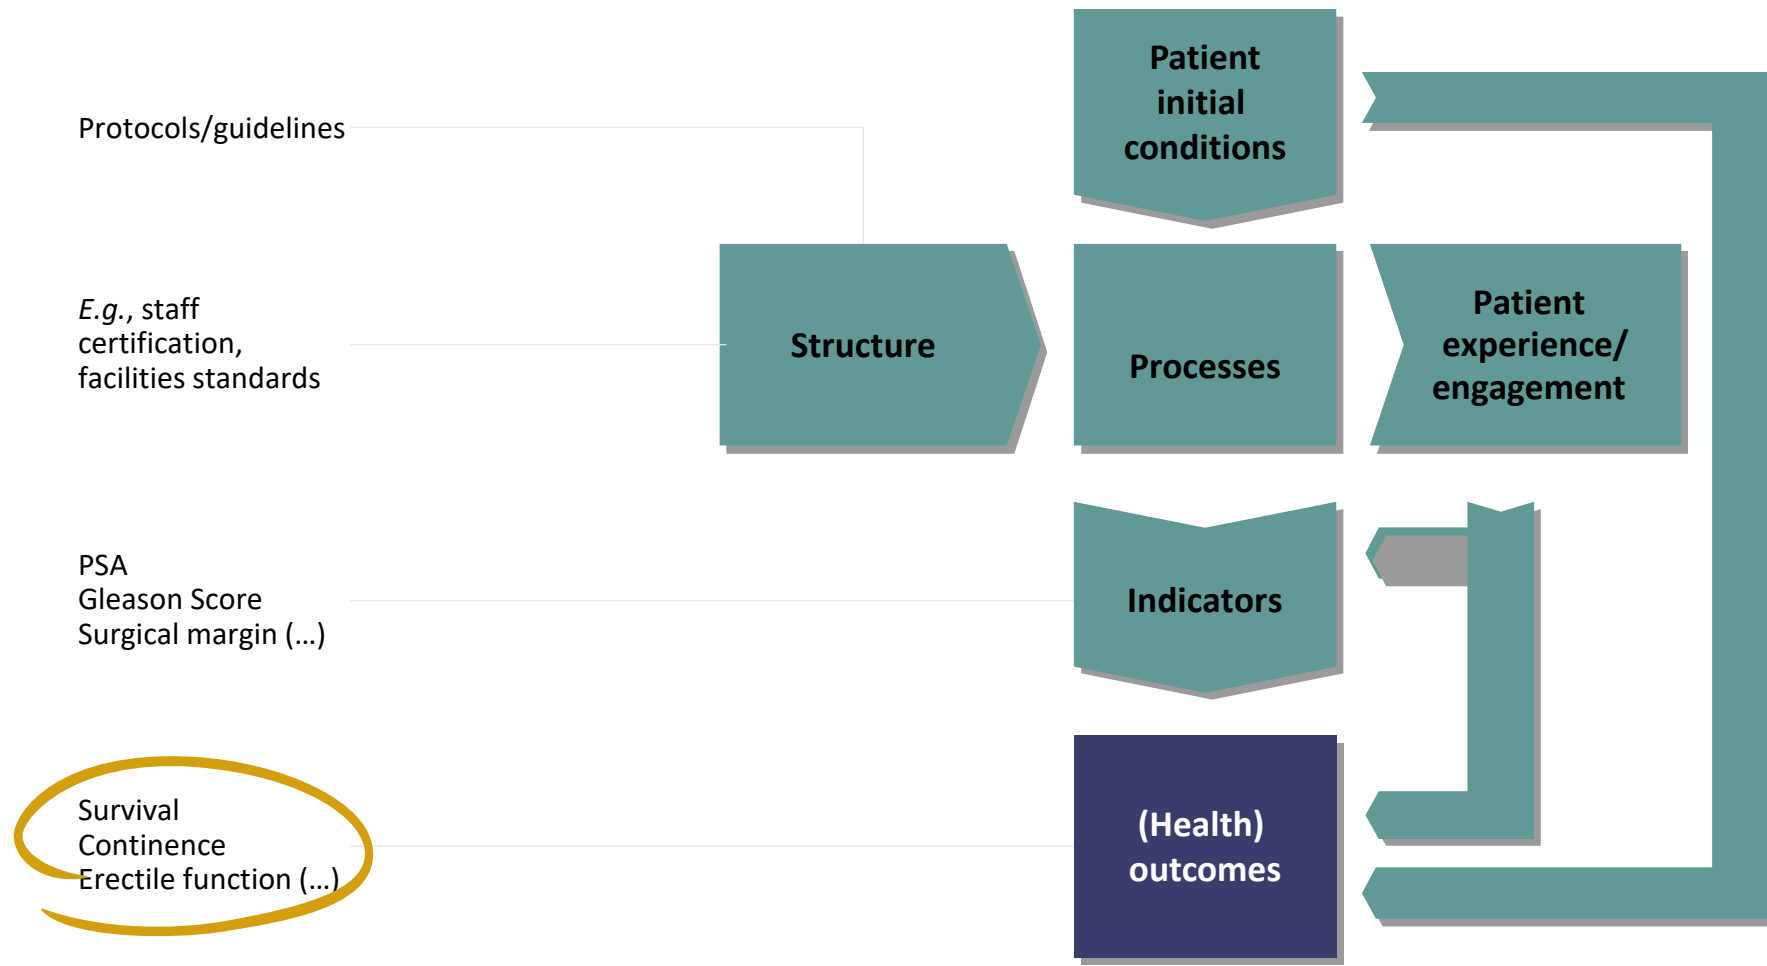 Patient
initial
conditions
Protocols/guidelines
E.g., staff
certification,
facilities standards
Structure
Processes
Patient
experience/
engagement
PSA
Gleason Score
Surgical margin (...)
Indicators
Survival
Continence
Erectile function (...)
(Health)
outcomes